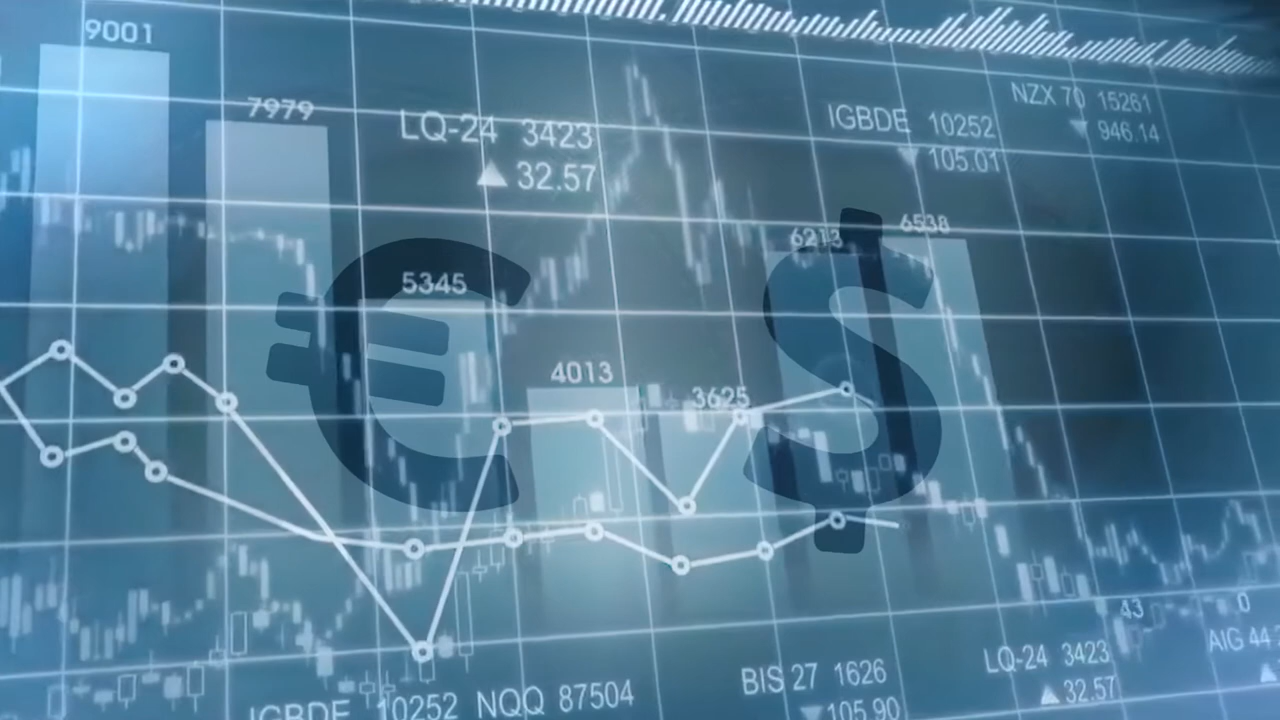 9001
7979
LQ-24 3423
▲ 32.57
IGBDE 10252
▼ 105.01
NZX 70 15261
▼ 946.14
6213
6538
€
$
5345
4013
3625
43
0
BIS 27 1626
▼ 105.90
LQ-24 3423
▲ 32.57
AIG 44
IGBDE 10252 NQQ 87504